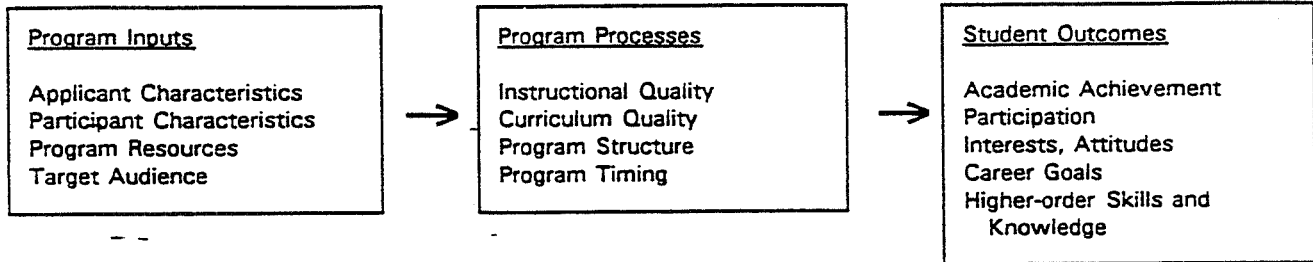 Program Inputs
Applicant Characteristics
Participant Characteristics
Program Resources
Target Audience
Program Processes
Instructional Quality
Curriculum Quality
Program Structure
Program Timing
Student Outcomes
Academic Achievement
Participation
Interests, Attitudes
Career Goals
Higher-order Skills and
Knowledge